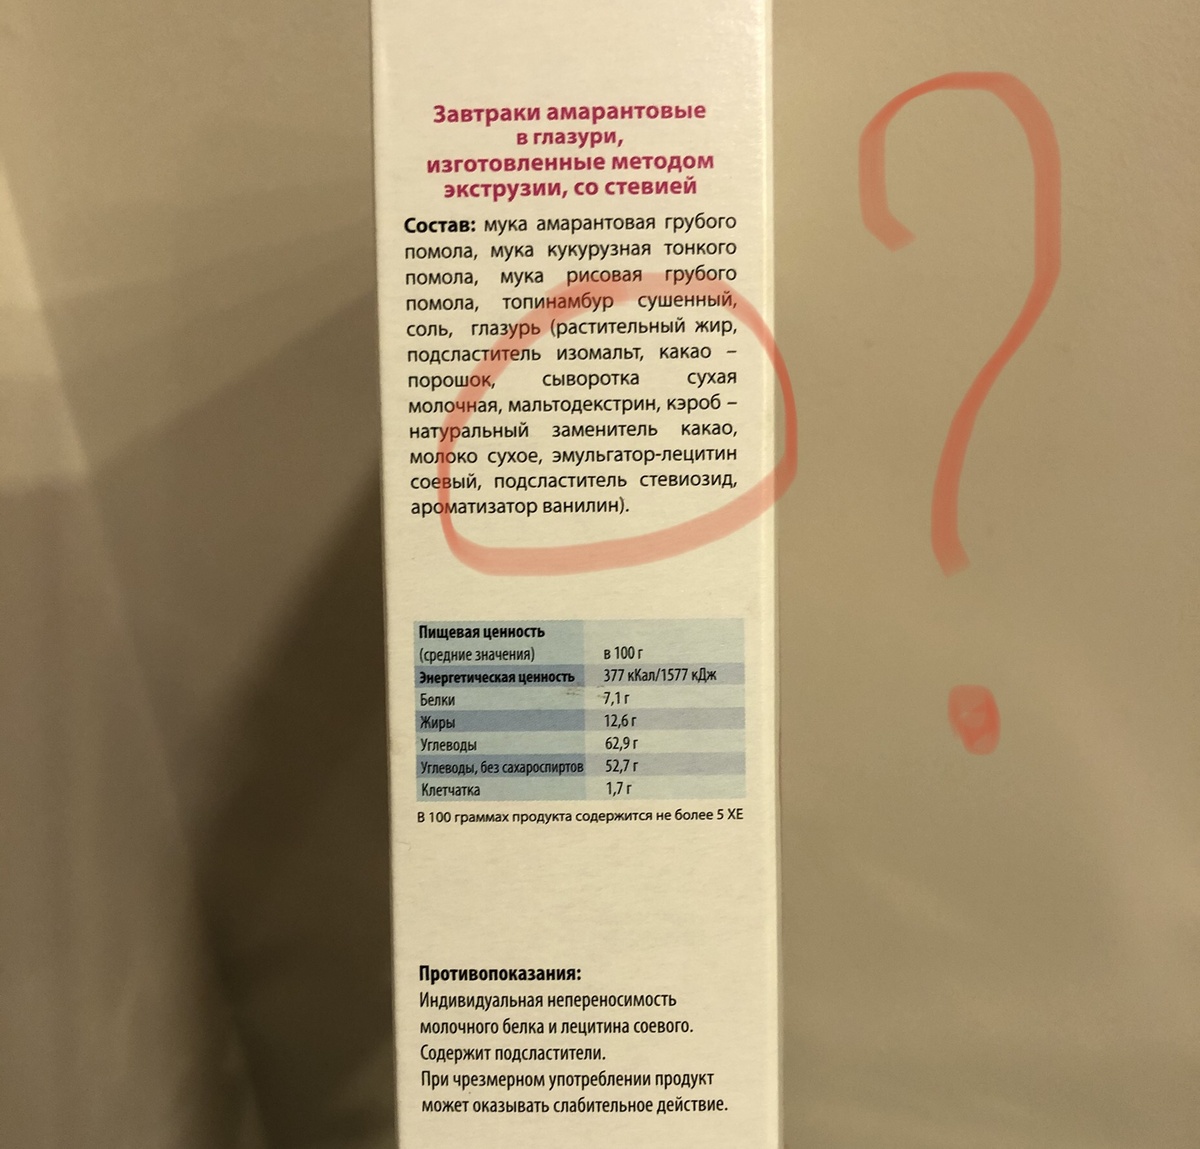 Завтраки амарантовые
в глазури,
изготовленные методом
экструзии, со стевией
Состав: мука амарантовая грубого
помола, мука кукурузная тонкого
помола, мука рисовая грубого
помола, топинамбур сушенный,
соль, глазурь (растительный жир,
подсластитель изомальт, какао –
порошок, сыворотка сухая
молочная, мальтодекстрин, кэроб –
натуральный заменитель какао,
молоко сухое, эмульгатор-лецитин
соевый, подсластитель стевиозид,
ароматизатор ванилин).
?
Пищевая ценность
(средние значения) в 100 г
Энергетическая ценность 377 кКал/1577 кДж
Белки 7,1 г
Жиры 12,6 г
Углеводы 62,9 г
Углеводы, без сахароспиртов 52,7 г
Клетчатка 1,7 г
В 100 граммах продукта содержится не более 5 ХЕ
Противопоказания:
Индивидуальная непереносимость
молочного белка и лецитина соевого.
Содержит подсластители.
При чрезмерном употреблении продукт
может оказывать слабительное действие.